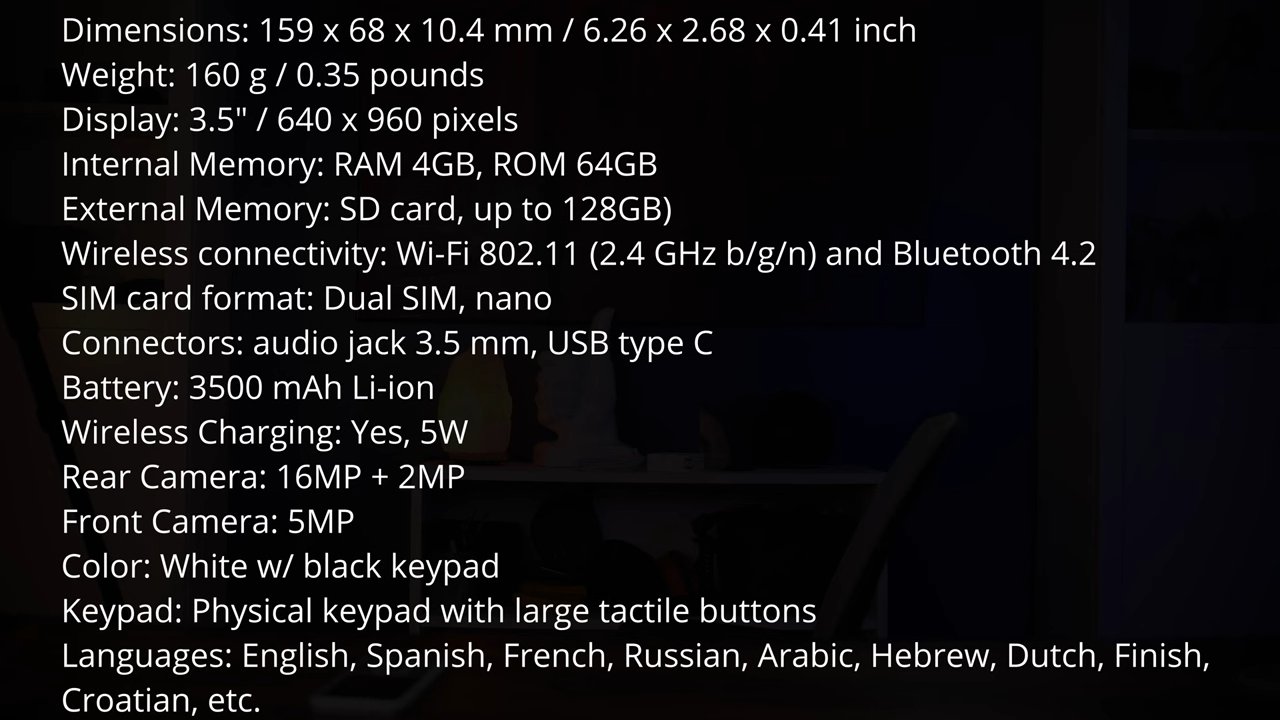 Dimensions: 159 x 68 x 10.4 mm / 6.26 x 2.68 x 0.41 inch
Weight: 160 g / 0.35 pounds
Display: 3.5" / 640 x 960 pixels
Internal Memory: RAM 4GB, ROM 64GB
External Memory: SD card, up to 128GB)
Wireless connectivity: Wi-Fi 802.11 (2.4 GHz b/g/n) and Bluetooth 4.2
SIM card format: Dual SIM, nano
Connectors: audio jack 3.5 mm, USB type C
Battery: 3500 mAh Li-ion
Wireless Charging: Yes, 5W
Rear Camera: 16MP + 2MP
Front Camera: 5MP
Color: White w/ black keypad
Keypad: Physical keypad with large tactile buttons
Languages: English, Spanish, French, Russian, Arabic, Hebrew, Dutch, Finish,
Croatian, etc.